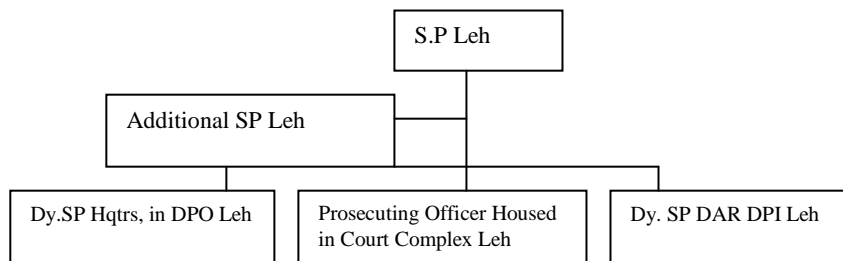 S.P Leh
Additional SP Leh
Dy.SP Hqtrs, in DPO Leh
Prosecuting Officer Housed
in Court Complex Leh
Dy. SP DAR DPI Leh